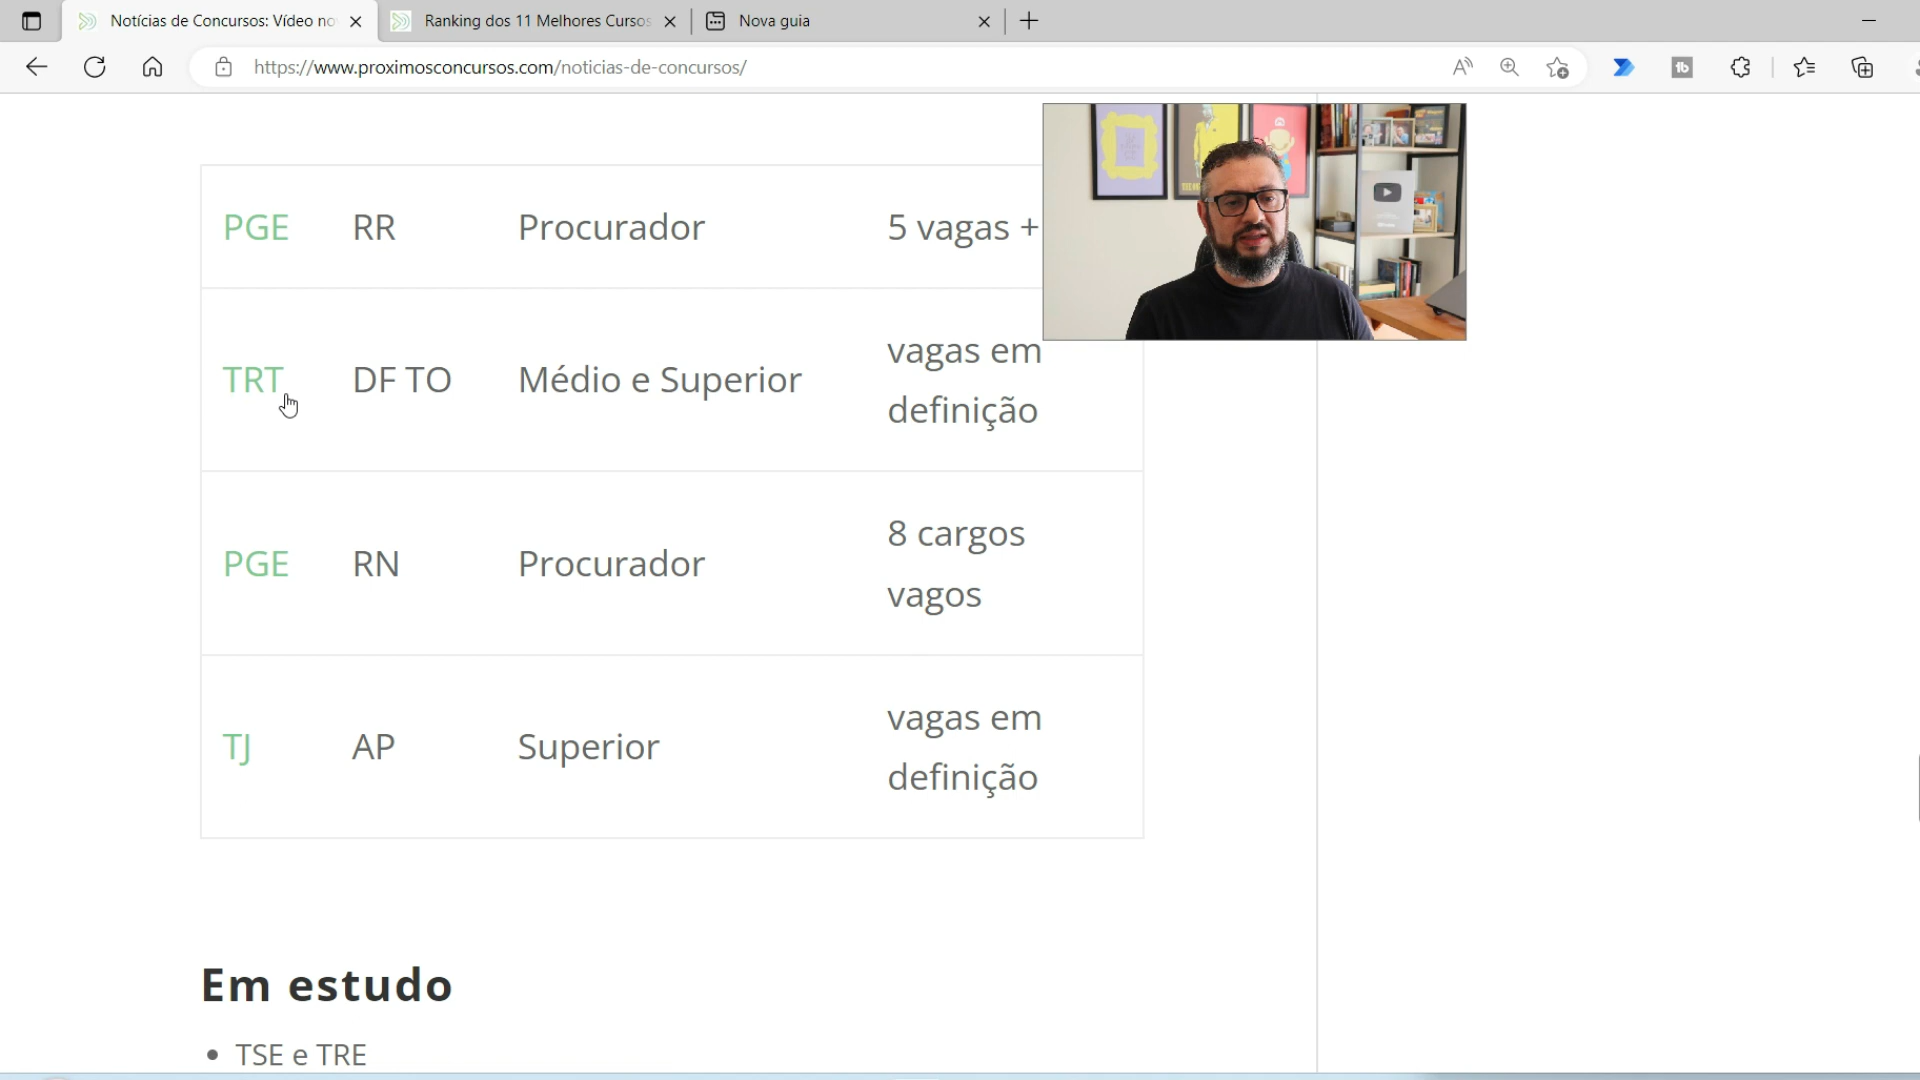 Notícias de Concursos: Vídeo no
Ranking dos 11 Melhores Cursos
Nova guia
https://www.proximosconcursos.com/noticias-de-concursos/
PGE RR Procurador 5 vagas +
TRT DF TO Médio e Superior vagas em
definição
PGE RN Procurador 8 cargos
vagos
TJ AP Superior vagas em
definição
Em estudo
• TSE e TRE